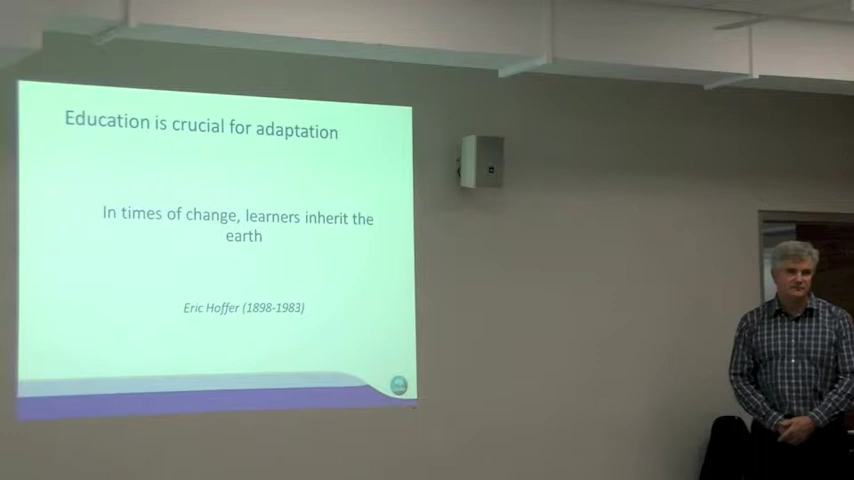 Education is crucial for adaptation
In times of change, learners inherit the
earth
Eric Hoffer (1898-1983)